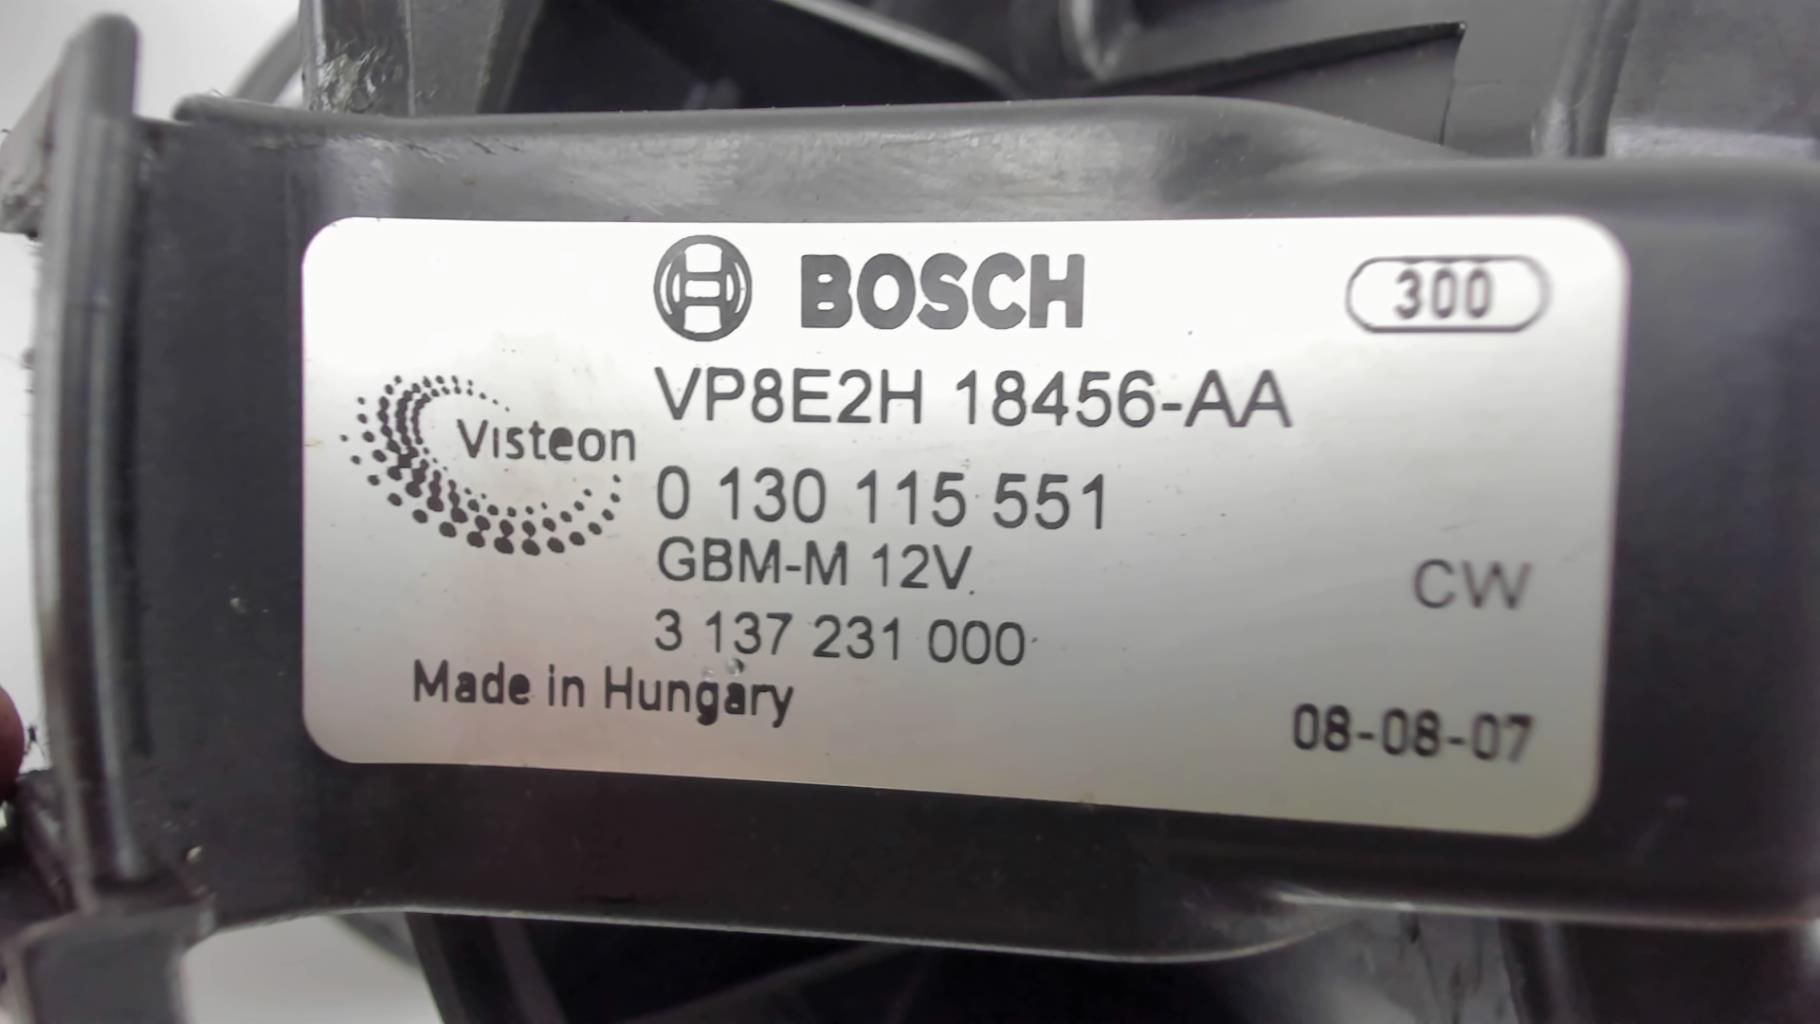 BOSCH
300
VP8E2H 18456-AA
Visteon
0 130 115 551
GBM-M 12V
CW
3 137 231 000
Made in Hungary
08-08-07